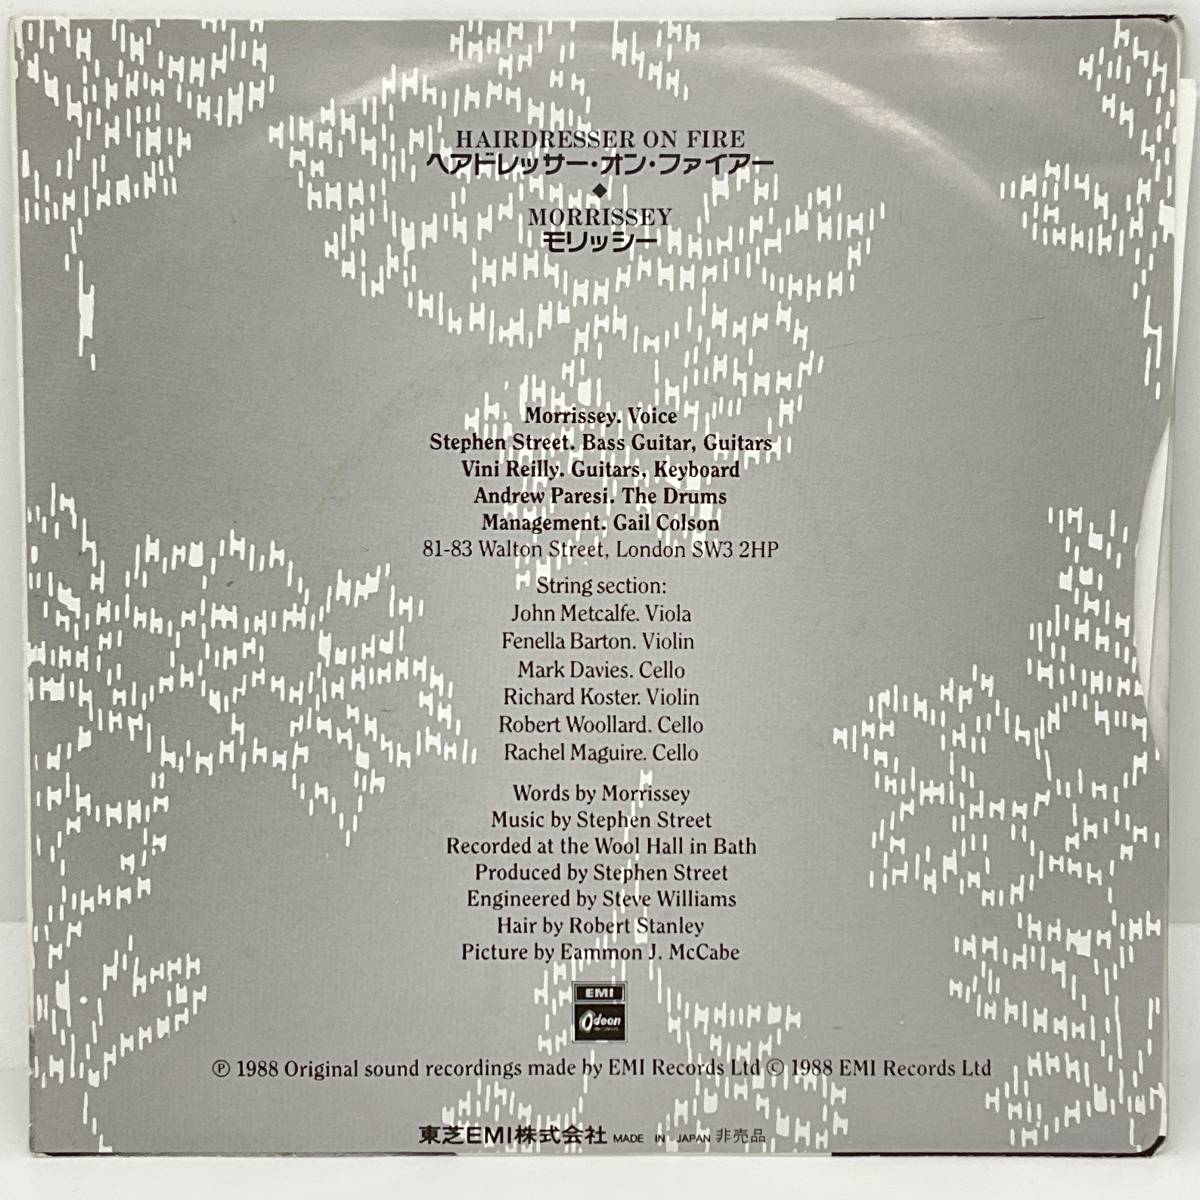 HAIRDRESSER ON FIRE
ヘアドレッサー・オン・ファイアー
◆
MORRISSEY
モリッシー
Morrissey. Voice
Stephen Street. Bass Guitar, Guitars
Vini Reilly. Guitars, Keyboard
Andrew Paresi. The Drums
Management. Gail Colson
81-83 Walton Street, London SW3 2HP
String section:
John Metcalfe. Viola
Fenella Barton. Violin
Mark Davies. Cello
Richard Koster. Violin
Robert Woollard. Cello
Rachel Maguire. Cello
Words by Morrissey
Music by Stephen Street
Recorded at the Wool Hall in Bath
Produced by Stephen Street
Engineered by Steve Williams
Hair by Robert Stanley
Picture by Eammon J. McCabe
EMI
Odeon
℗ 1988 Original sound recordings made by EMI Records Ltd © 1988 EMI Records Ltd
東芝EMI株式会社 MADE IN JAPAN 非売品